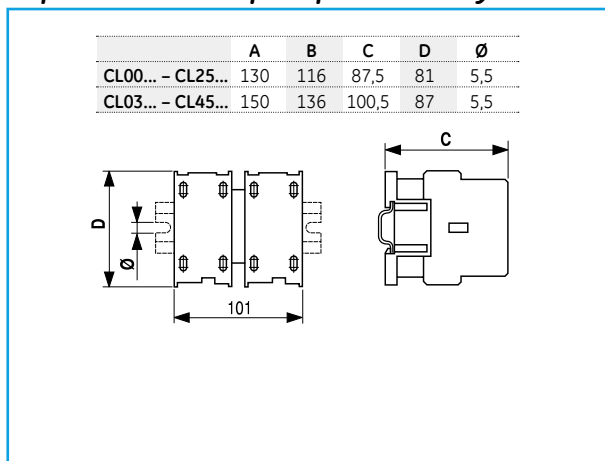 A B C D Ø
CL00... – CL25... 130 116 87,5 81 5,5
CL03... – CL45... 150 136 100,5 87 5,5
C
D
Ø
101